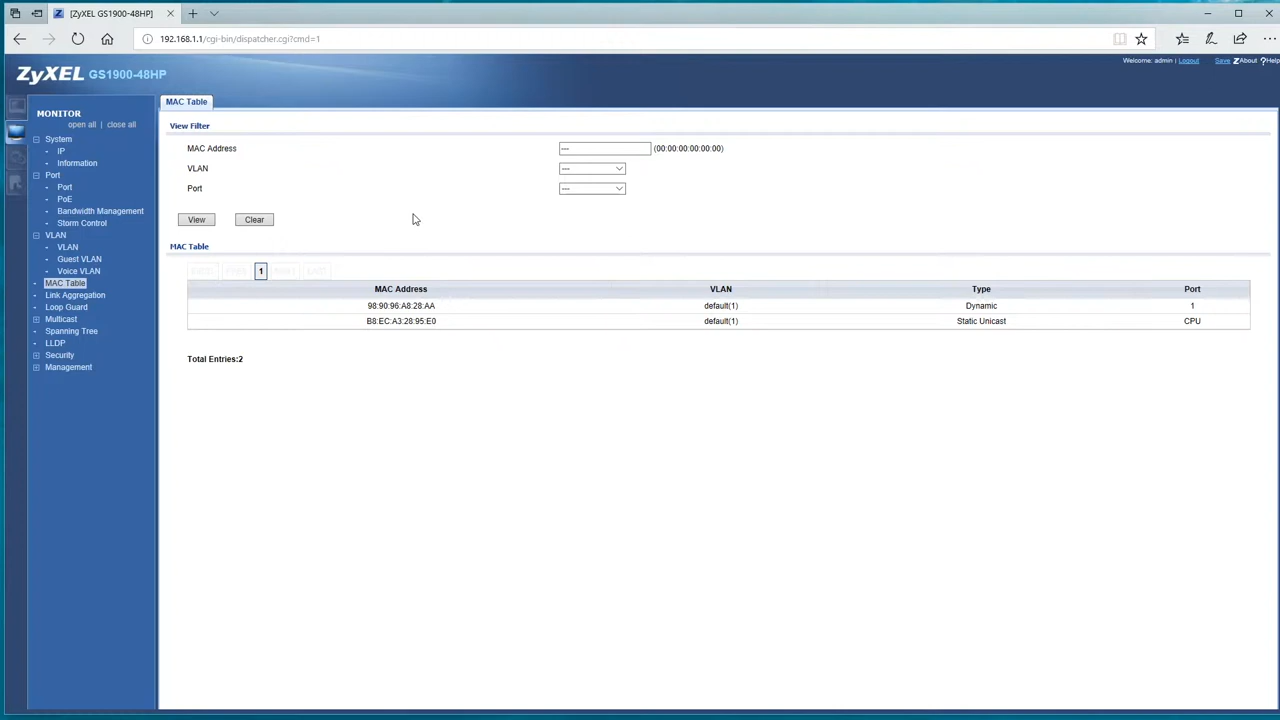 [ZyXEL GS1900-48HP]
192.168.1.1/cgi-bin/dispatcher.cgi?cmd=1
ZyXEL GS1900-48HP
Welcome: admin | Logout Save About Help
MONITOR
open all | close all
System
IP
Information
Port
Port
PoE
Bandwidth Management
Storm Control
VLAN
VLAN
Guest VLAN
Voice VLAN
MAC Table
Link Aggregation
Loop Guard
Multicast
Spanning Tree
LLDP
Security
Management
MAC Table
View Filter
MAC Address --- (00:00:00:00:00:00)
VLAN ---
Port ---
View Clear
MAC Table
PREV 1 NEXT LAST
MAC Address VLAN Type Port
98:90:96:A8:28:AA default(1) Dynamic 1
B8:EC:A3:28:95:E0 default(1) Static Unicast CPU
Total Entries:2